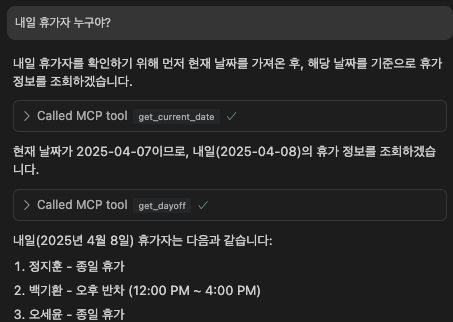 내일 휴가자 누구야?
내일 휴가자를 확인하기 위해 먼저 현재 날짜를 가져온 후, 해당 날짜를 기준으로 휴가
정보를 조회하겠습니다.
Called MCP tool get_current_date
현재 날짜가 2025-04-07이므로, 내일(2025-04-08)의 휴가 정보를 조회하겠습
니다.
Called MCP tool get_dayoff
내일(2025년 4월 8일) 휴가자는 다음과 같습니다:
1. 정지훈 - 종일 휴가
2. 백기환 - 오후 반차 (12:00 PM ~ 4:00 PM)
3. 오세윤 - 종일 휴가